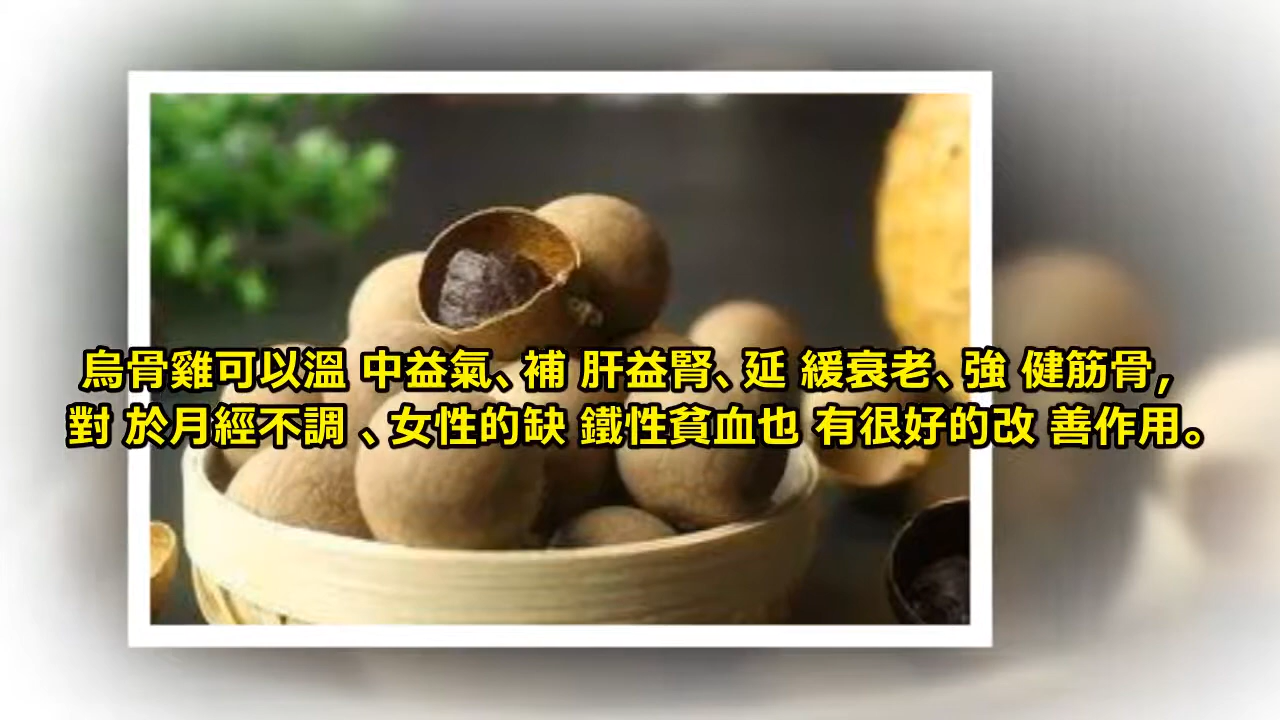 烏骨雞可以溫 中益氣、補 肝益腎、延 緩衰老、強 健筋骨，
對 於月經不調 、女性的缺 鐵性貧血也 有很好的改 善作用。